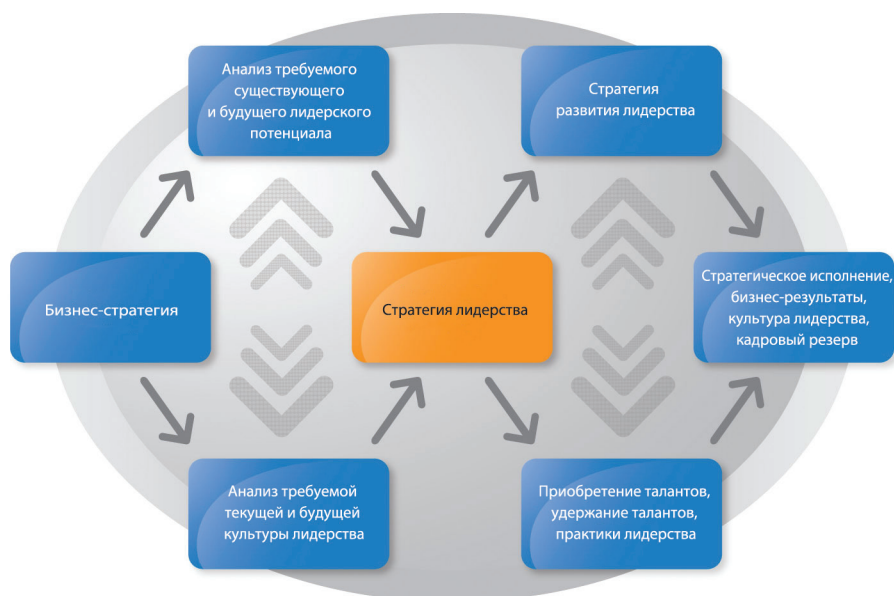 Анализ требуемого
существующего
и будущего лидерского
потенциала
Стратегия
развития лидерства
Бизнес-стратегия
Стратегия лидерства
Стратегическое исполнение,
бизнес-результаты,
культура лидерства,
кадровый резерв
Анализ требуемой
текущей и будущей
культуры лидерства
Приобретение талантов,
удержание талантов,
практики лидерства